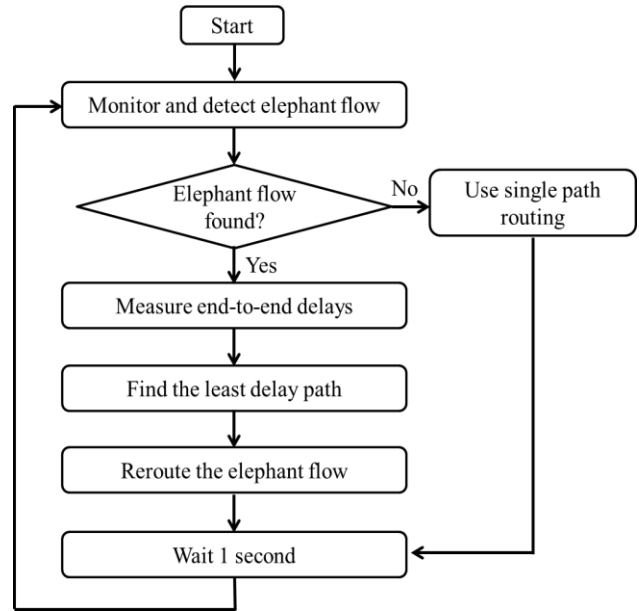 Start
Monitor and detect elephant flow
Elephant flow
found?
No
Use single path
routing
Yes
Measure end-to-end delays
Find the least delay path
Reroute the elephant flow
Wait 1 second